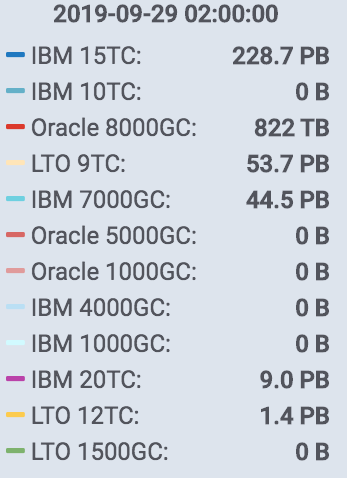 2019-09-29 02:00:00
IBM 15TC: 228.7 PB
IBM 10TC: 0 B
Oracle 8000GC: 822 TB
LTO 9TC: 53.7 PB
IBM 7000GC: 44.5 PB
Oracle 5000GC: 0 B
Oracle 1000GC: 0 B
IBM 4000GC: 0 B
IBM 1000GC: 0 B
IBM 20TC: 9.0 PB
LTO 12TC: 1.4 PB
LTO 1500GC: 0 B